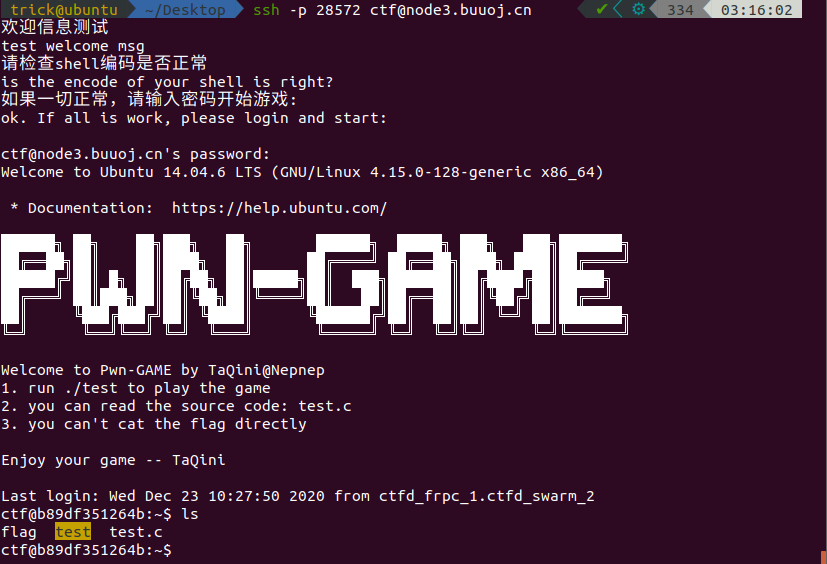 trick@ubuntu ~/Desktop ssh -p 28572 ctf@node3.buuoj.cn ✔ ⚙ 334 03:16:02
欢迎信息测试
test welcome msg
请检查shell编码是否正常
is the encode of your shell is right?
如果一切正常，请输入密码开始游戏:
ok. If all is work, please login and start:
ctf@node3.buuoj.cn's password:
Welcome to Ubuntu 14.04.6 LTS (GNU/Linux 4.15.0-128-generic x86_64)
* Documentation:  https://help.ubuntu.com/
PWN-GAME
Welcome to Pwn-GAME by TaQini@Nepnep
1. run ./test to play the game
2. you can read the source code: test.c
3. you can't cat the flag directly
Enjoy your game -- TaQini
Last login: Wed Dec 23 10:27:50 2020 from ctfd_frpc_1.ctfd_swarm_2
ctf@b89df351264b:~$ ls
flag  test  test.c
ctf@b89df351264b:~$